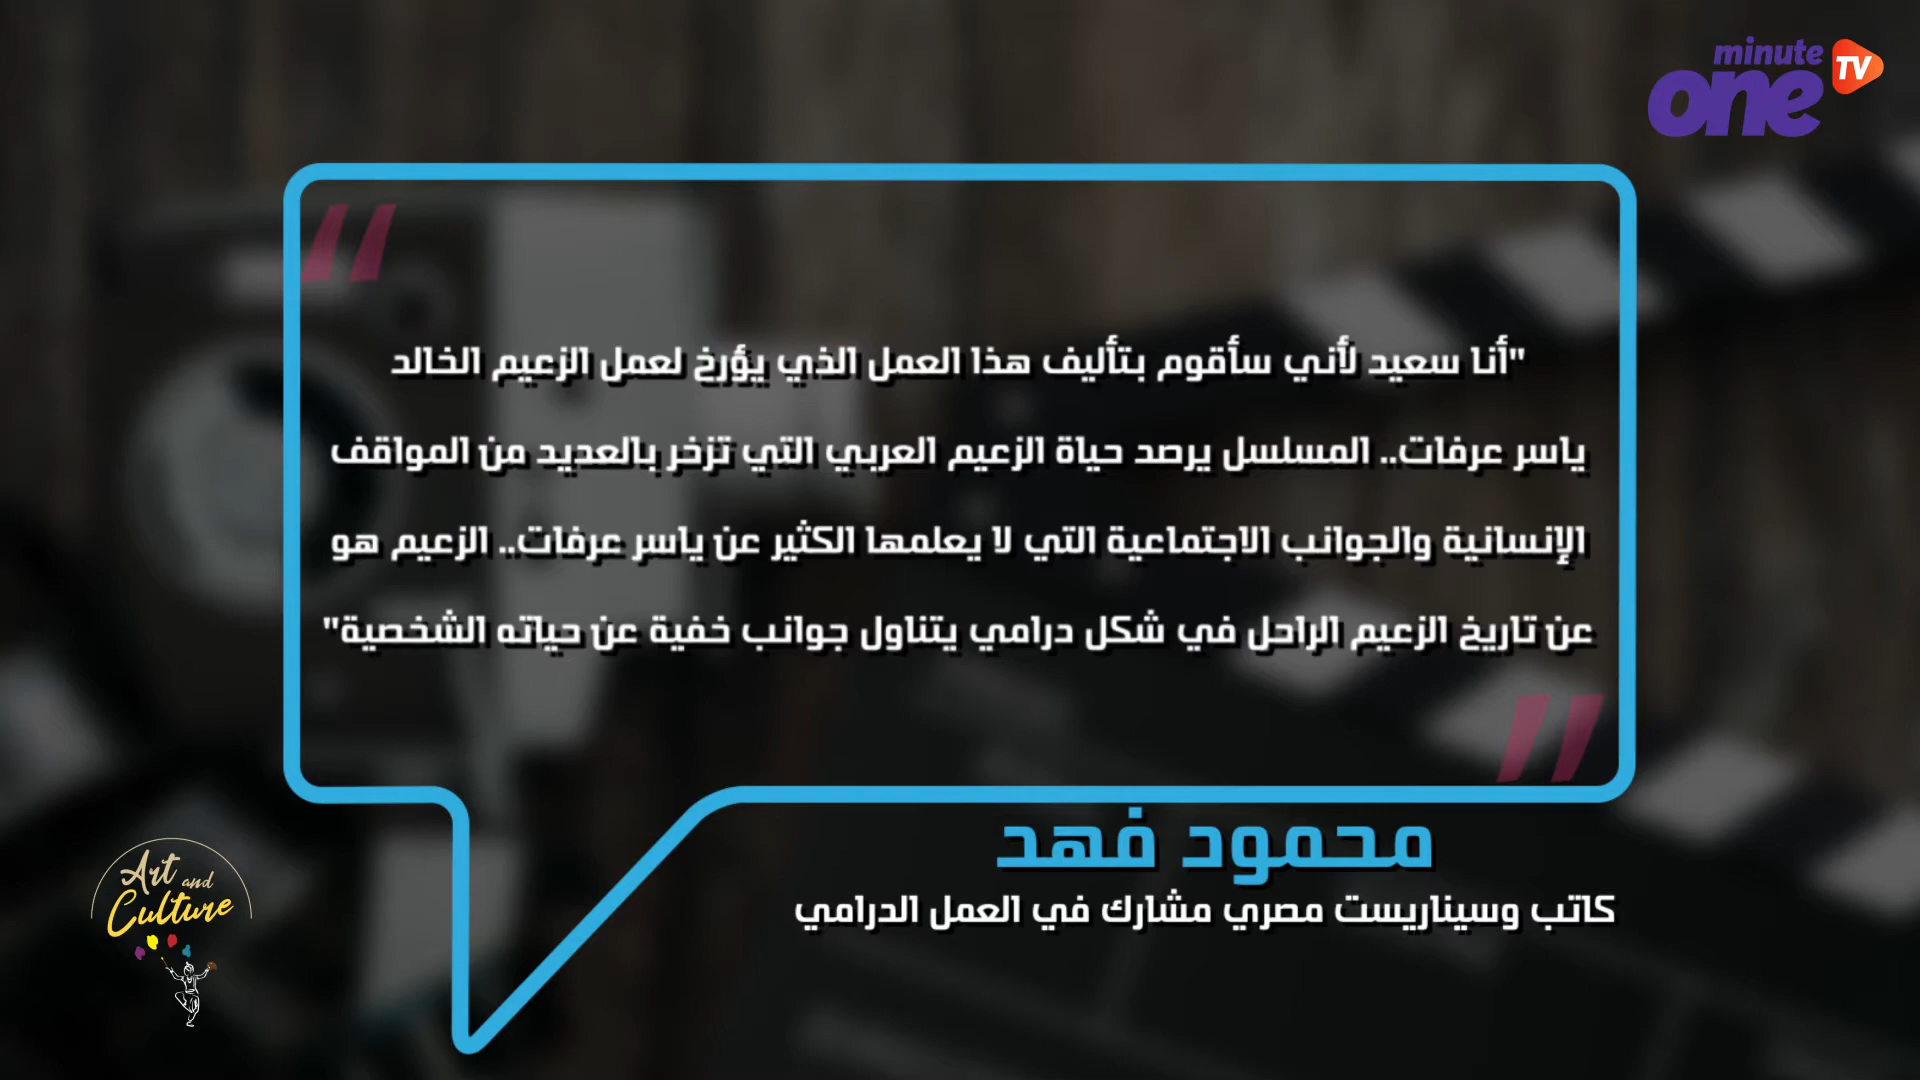 minute
one TV
"أنا سعيد لأني سأقوم بتأليف هذا العمل الذي يؤرخ لعمل الزعيم الخالد
ياسر عرفات.. المسلسل يرصد حياة الزعيم العربي التي تزخر بالعديد من المواقف
الإنسانية والجوانب الاجتماعية التي لا يعلمها الكثير عن ياسر عرفات.. الزعيم هو
عن تاريخ الزعيم الراحل في شكل درامي يتناول جوانب خفية عن حياته الشخصية"
محمود فهد
كاتب وسيناريست مصري مشارك في العمل الدرامي
Art and
Culture